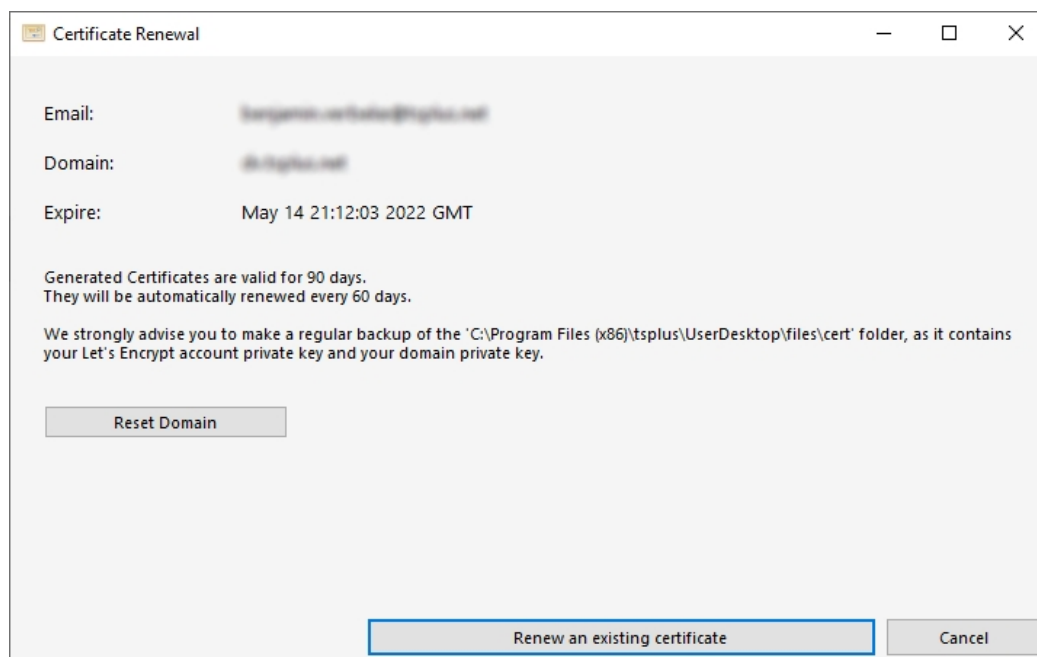 Certificate Renewal
Email:
Domain:
Expire: May 14 21:12:03 2022 GMT
Generated Certificates are valid for 90 days.
They will be automatically renewed every 60 days.
We strongly advise you to make a regular backup of the 'C:\Program Files (x86)\tsplus\UserDesktop\files\cert' folder, as it contains
your Let's Encrypt account private key and your domain private key.
Reset Domain
Renew an existing certificate Cancel